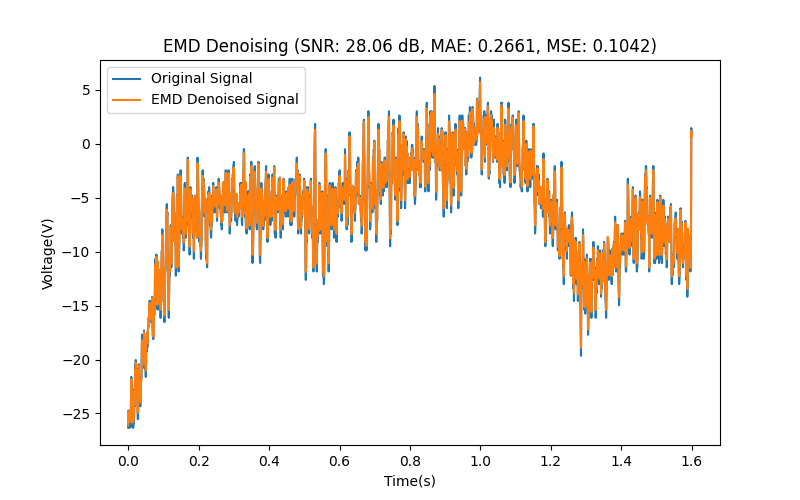 EMD Denoising (SNR: 28.06 dB, MAE: 0.2661, MSE: 0.1042)
Original Signal
EMD Denoised Signal
Voltage(V)
5
0
−5
−10
−15
−20
−25
0.0 0.2 0.4 0.6 0.8 1.0 1.2 1.4 1.6
Time(s)